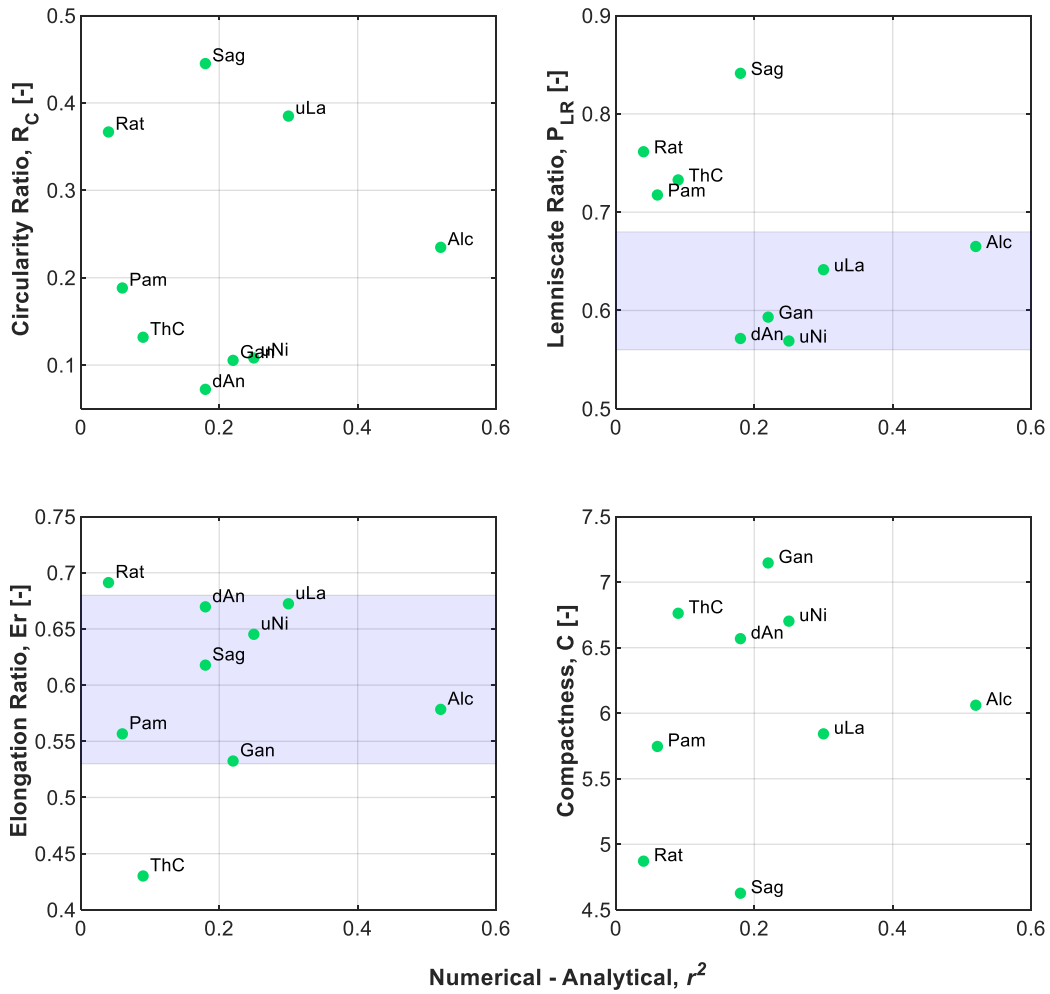 0.5
0.4
0.3
0.2
0.1
0
0.2
0.4
0.6
Circularity Ratio, R_C [-]
Sag
uLa
Rat
Alc
Pam
ThC
Gan
uNi
dAn
0.9
0.8
0.7
0.6
0.5
0
0.2
0.4
0.6
Lemniscate Ratio, P_LR [-]
Sag
Rat
ThC
Pam
Alc
uLa
Gan
dAn
uNi
0.75
0.7
0.65
0.6
0.55
0.5
0.45
0.4
0
0.2
0.4
0.6
Elongation Ratio, Er [-]
Rat
dAn
uLa
uNi
Sag
Alc
Pam
Gan
ThC
7.5
7
6.5
6
5.5
5
4.5
0
0.2
0.4
0.6
Compactness, C [-]
Gan
ThC
uNi
dAn
Alc
uLa
Pam
Rat
Sag
Numerical - Analytical, r²